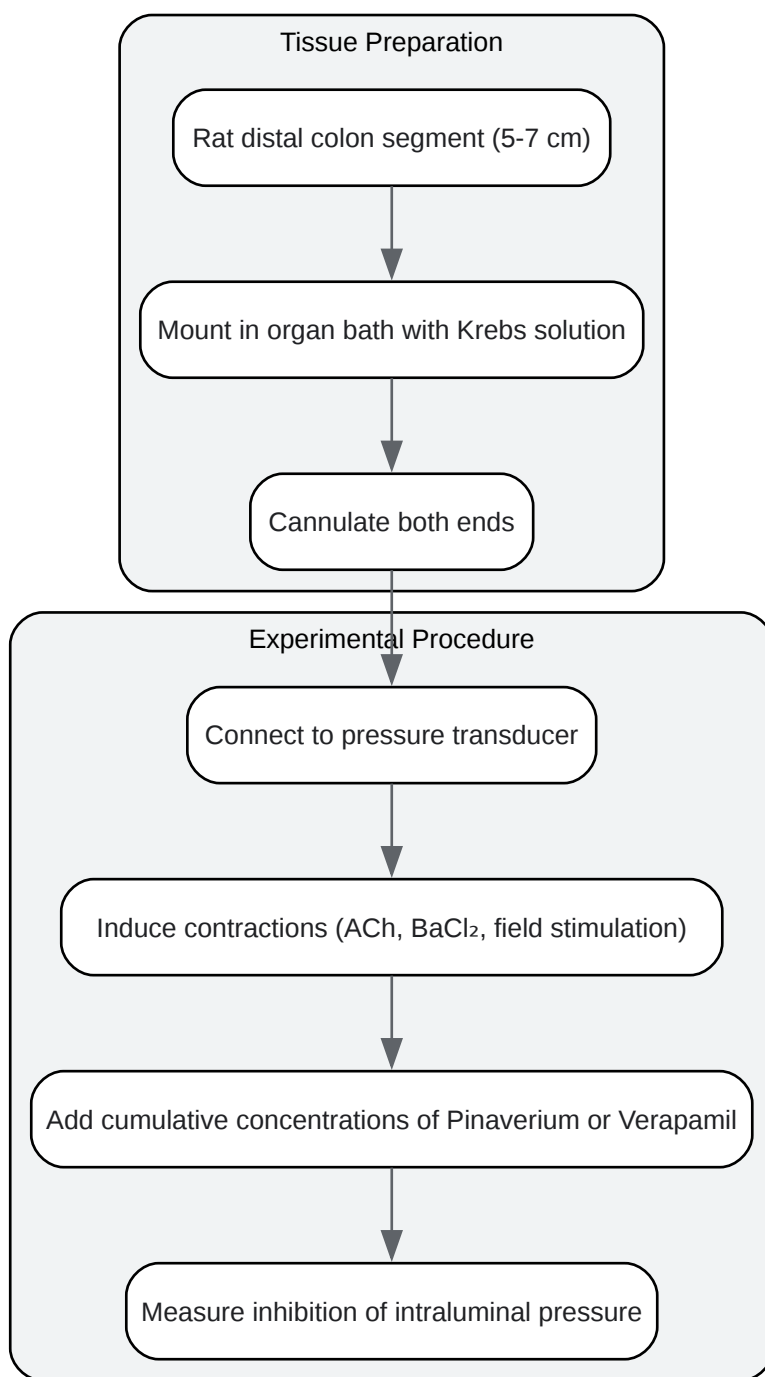 Tissue Preparation
Rat distal colon segment (5-7 cm)
Mount in organ bath with Krebs solution
Cannulate both ends
Experimental Procedure
Connect to pressure transducer
Induce contractions (ACh, BaCl₂, field stimulation)
Add cumulative concentrations of Pinaverium or Verapamil
Measure inhibition of intraluminal pressure